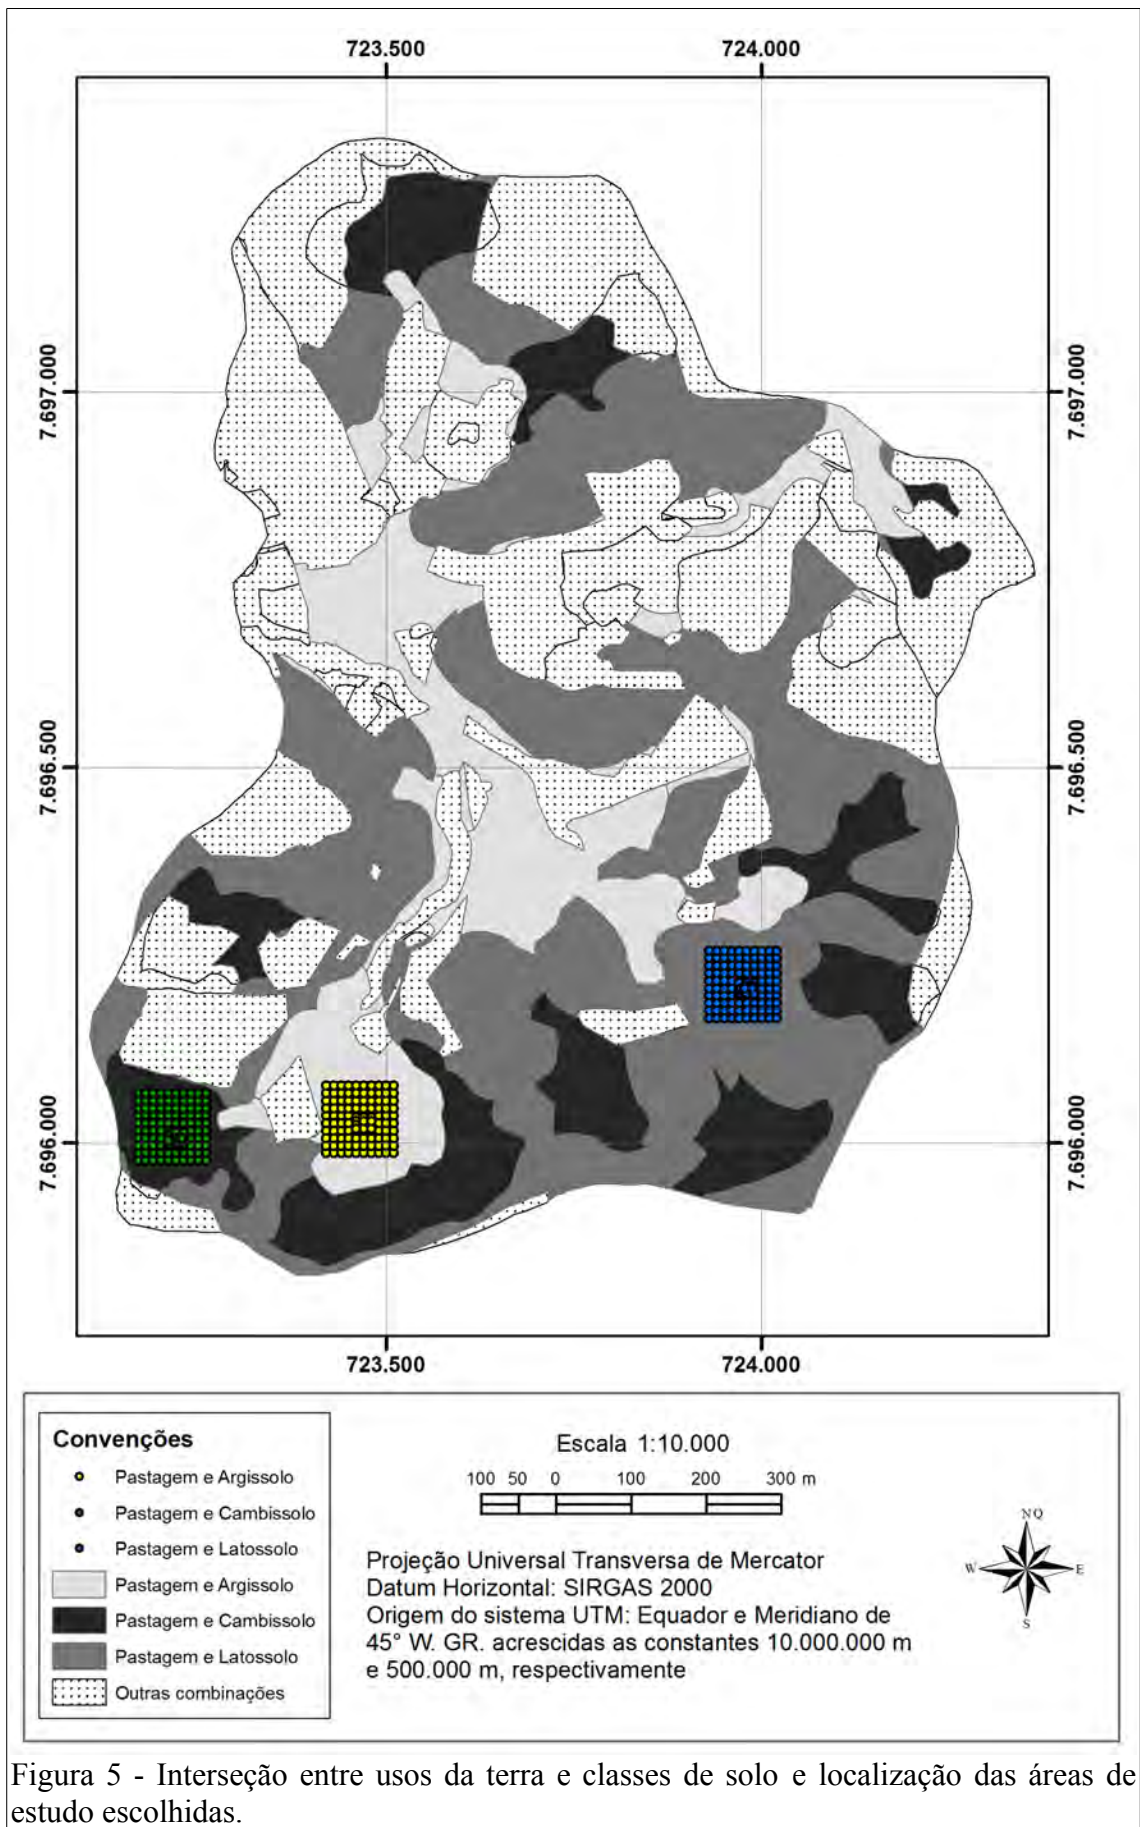 723.500
724.000
7.697.000
7.697.000
7.696.500
7.696.500
7.696.000
7.696.000
723.500
724.000
Convenções
Pastagem e Argissolo
Pastagem e Cambissolo
Pastagem e Latossolo
Pastagem e Argissolo
Pastagem e Cambissolo
Pastagem e Latossolo
Outras combinações
Escala 1:10.000
100 50 0 100 200 300 m
Projeção Universal Transversa de Mercator
Datum Horizontal: SIRGAS 2000
Origem do sistema UTM: Equador e Meridiano de
45° W. GR. acrescidas as constantes 10.000.000 m
e 500.000 m, respectivamente
NQ
W
E
S
Figura 5 - Interseção entre usos da terra e classes de solo e localização das áreas de
estudo escolhidas.